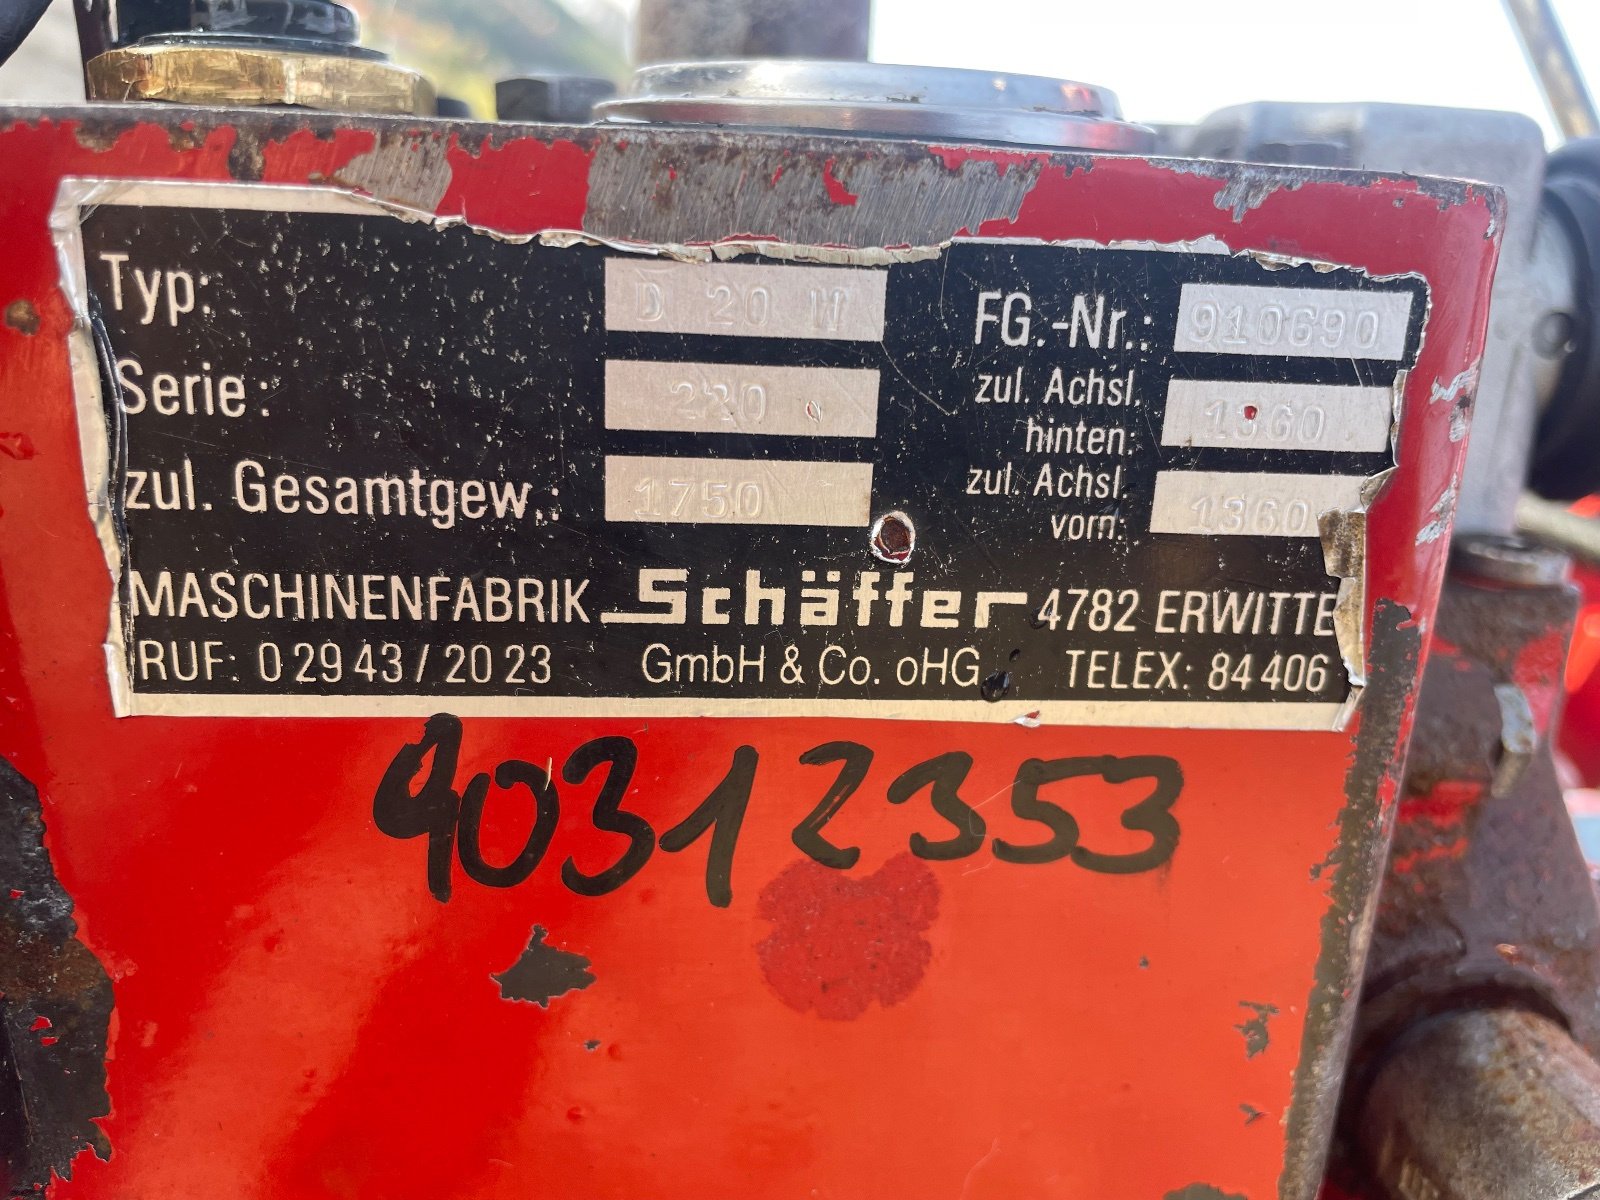 Typ: D 20 H FG.-Nr.: 910690
Serie: 220 zul. Achsl. hinten: 1360
zul. Gesamtgew.: 1750 zul. Achsl. vorn: 1360
MASCHINENFABRIK Schäffer 4782 ERWITTE
RUF: 0 29 43 / 20 23 GmbH & Co. oHG TELEX: 84 406
90312353